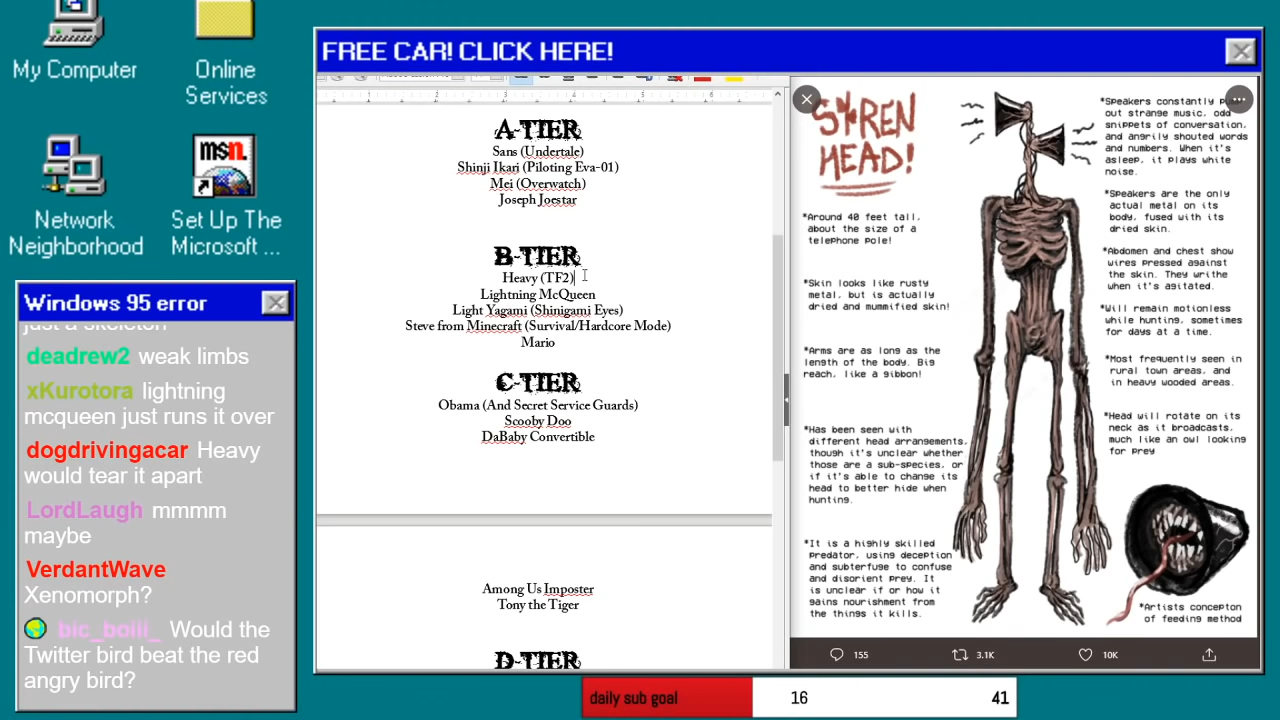 My Computer
Online
Services
Network
Neighborhood
msn.
Set Up The
Microsoft ...
FREE CAR! CLICK HERE!
A-TIER
Sans (Undertale)
Shinji Ikari (Piloting Eva-01)
Mei (Overwatch)
Joseph Joestar
B-TIER
Heavy (TF2)
Lightning McQueen
Light Yagami (Shinigami Eyes)
Steve from Minecraft (Survival/Hardcore Mode)
Mario
C-TIER
Obama (And Secret Service Guards)
Scooby Doo
DaBaby Convertible
Among Us Imposter
Tony the Tiger
D-TIER
HEAD!
*Around 40 feet tall,
about the size of a
telephone pole!
*Skin looks like rusty
metal, but is actually
dried and mummified skin!
*Arms are as long as the
length of the body. Big
reach, like a gibbon!
*Has been seen with
different head arrangements,
though it's unclear whether
those are a sub-species, or
if it's able to change its
head to better hide when
hunting.
*It is a highly skilled
predator, using deception
and subterfuge to confuse
and disorient prey. It
is unclear if or how it
gains nourishment from
the things it kills.
*Speakers constantly
out strange music, odd
snippets of conversation,
and angrily shouted words
and numbers. When it's
asleep, it plays white
noise.
*Speakers are the only
actual metal on its
body, fused with its
dried skin.
*Abdomen and chest show
wires pressed against
the skin. They writhe
when it's agitated.
*Will remain motionless
while hunting, sometimes
for days at a time.
*Most frequently seen in
rural town areas, and
in heavy wooded areas.
*Head will rotate on its
neck as it broadcasts,
much like an owl looking
for prey
*Artists concepton
of feeding method
155
3.1K
10K
Windows 95 error
just a skeleton
deadrew2 weak limbs
xKurotora lightning
mcqueen just runs it over
dogdrivingacar Heavy
would tear it apart
LordLaugh mmmm
maybe
VerdantWave
Xenomorph?
bic_boiii_ Would the
Twitter bird beat the red
angry bird?
daily sub goal
16
41